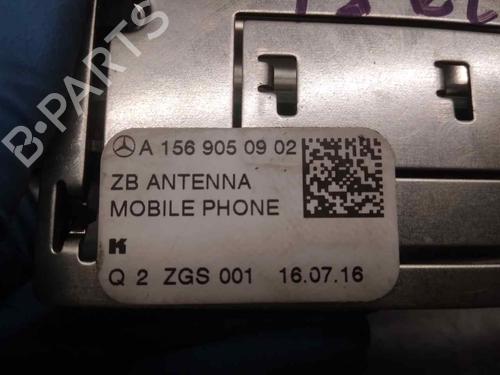 B-PARTS
A 156 905 09 02
ZB ANTENNA
MOBILE PHONE
K
Q 2 ZGS 001 16.07.16